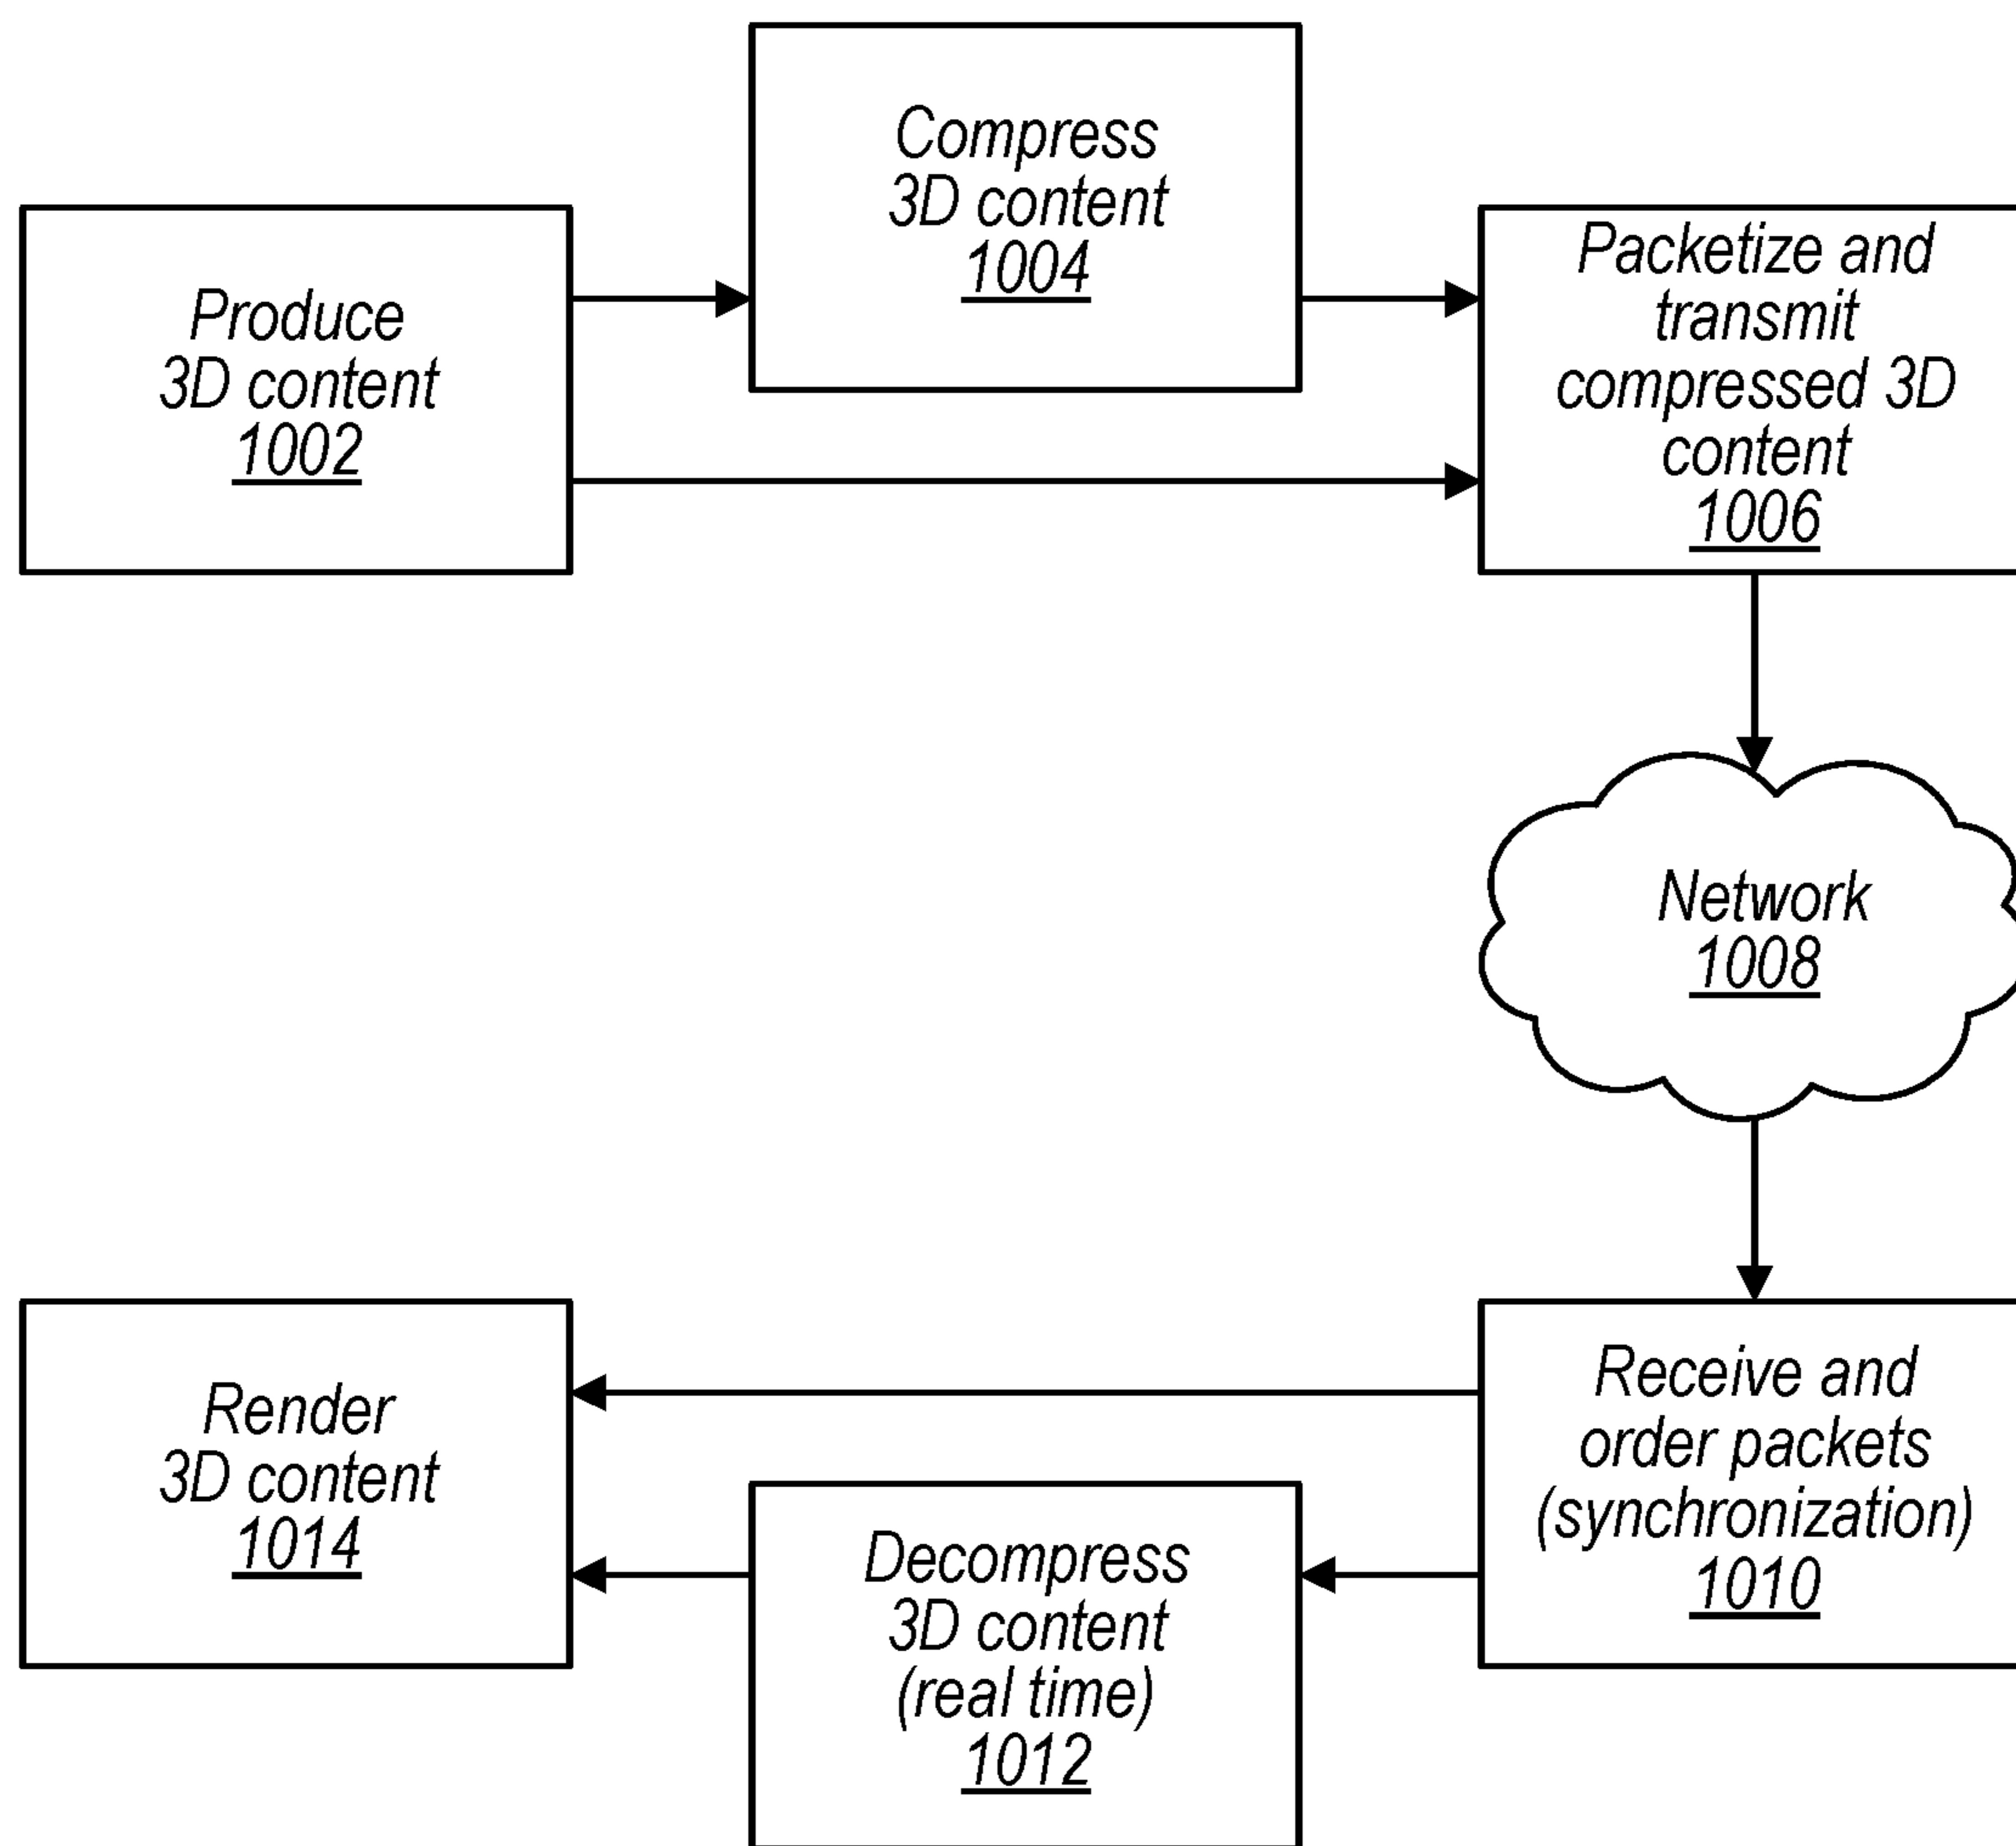 Produce
3D content
1002
Compress
3D content
1004
Packetize and
transmit
compressed 3D
content
1006
Network
1008
Receive and
order packets
(synchronization)
1010
Decompress
3D content
(real time)
1012
Render
3D content
1014